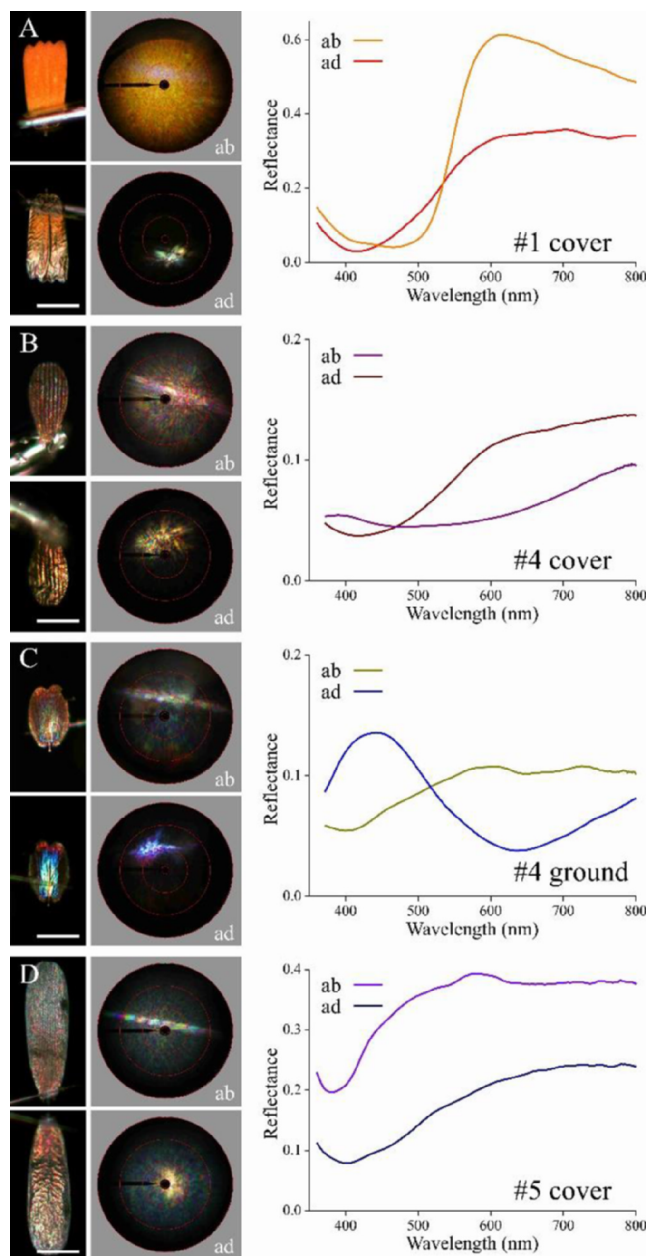 A
ab
ad
ab
ad
0.6
0.4
0.2
0.0
Reflectance
400 500 600 700 800
Wavelength (nm)
#1 cover
B
ab
ad
ab
ad
0.2
0.1
0.0
Reflectance
400 500 600 700 800
Wavelength (nm)
#4 cover
C
ab
ad
ab
ad
0.2
0.1
0.0
Reflectance
400 500 600 700 800
Wavelength (nm)
#4 ground
D
ab
ad
ab
ad
0.4
0.3
0.2
0.1
0.0
Reflectance
400 500 600 700 800
Wavelength (nm)
#5 cover